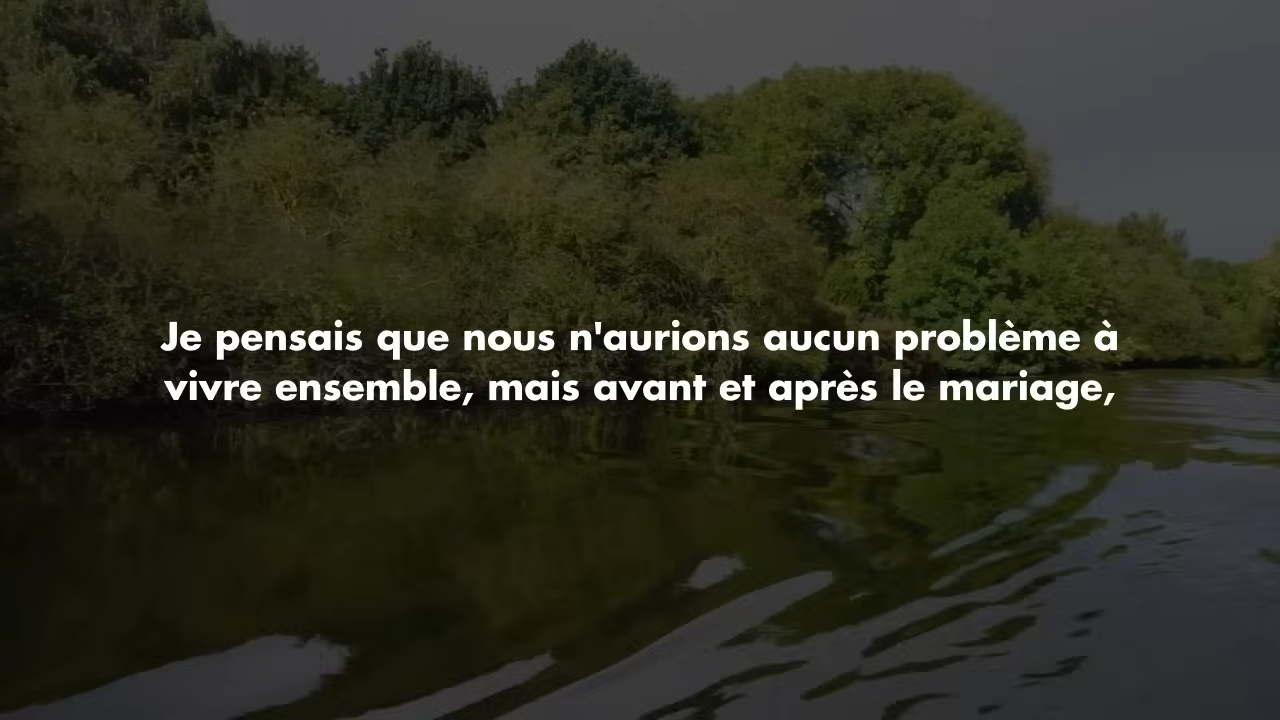 Je pensais que nous n'aurions aucun problème à
vivre ensemble, mais avant et après le mariage,